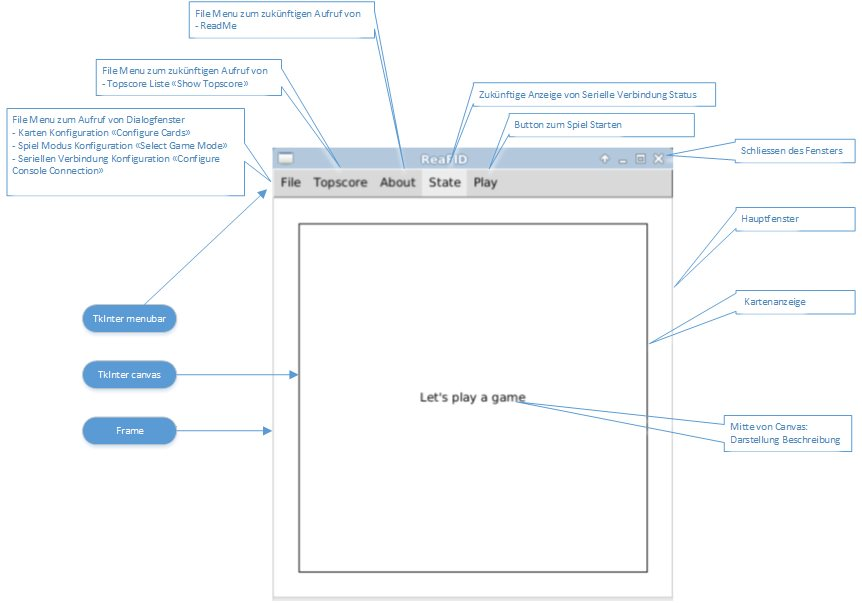 File Menu zum zukünftigen Aufruf von
- ReadMe
File Menu zum zukünftigen Aufruf von
- Topscore Liste «Show Topscore»
File Menu zum Aufruf von Dialogfenster
- Karten Konfiguration «Configure Cards»
- Spiel Modus Konfiguration «Select Game Mode»
- Seriellen Verbindung Konfiguration «Configure
Console Connection»
Zukünftige Anzeige von Serielle Verbindung Status
Button zum Spiel Starten
Schliessen des Fensters
ReaFID
File Topscore About State Play
Hauptfenster
Kartenanzeige
TkInter menubar
TkInter canvas
Frame
Let's play a game
Mitte von Canvas:
Darstellung Beschreibung